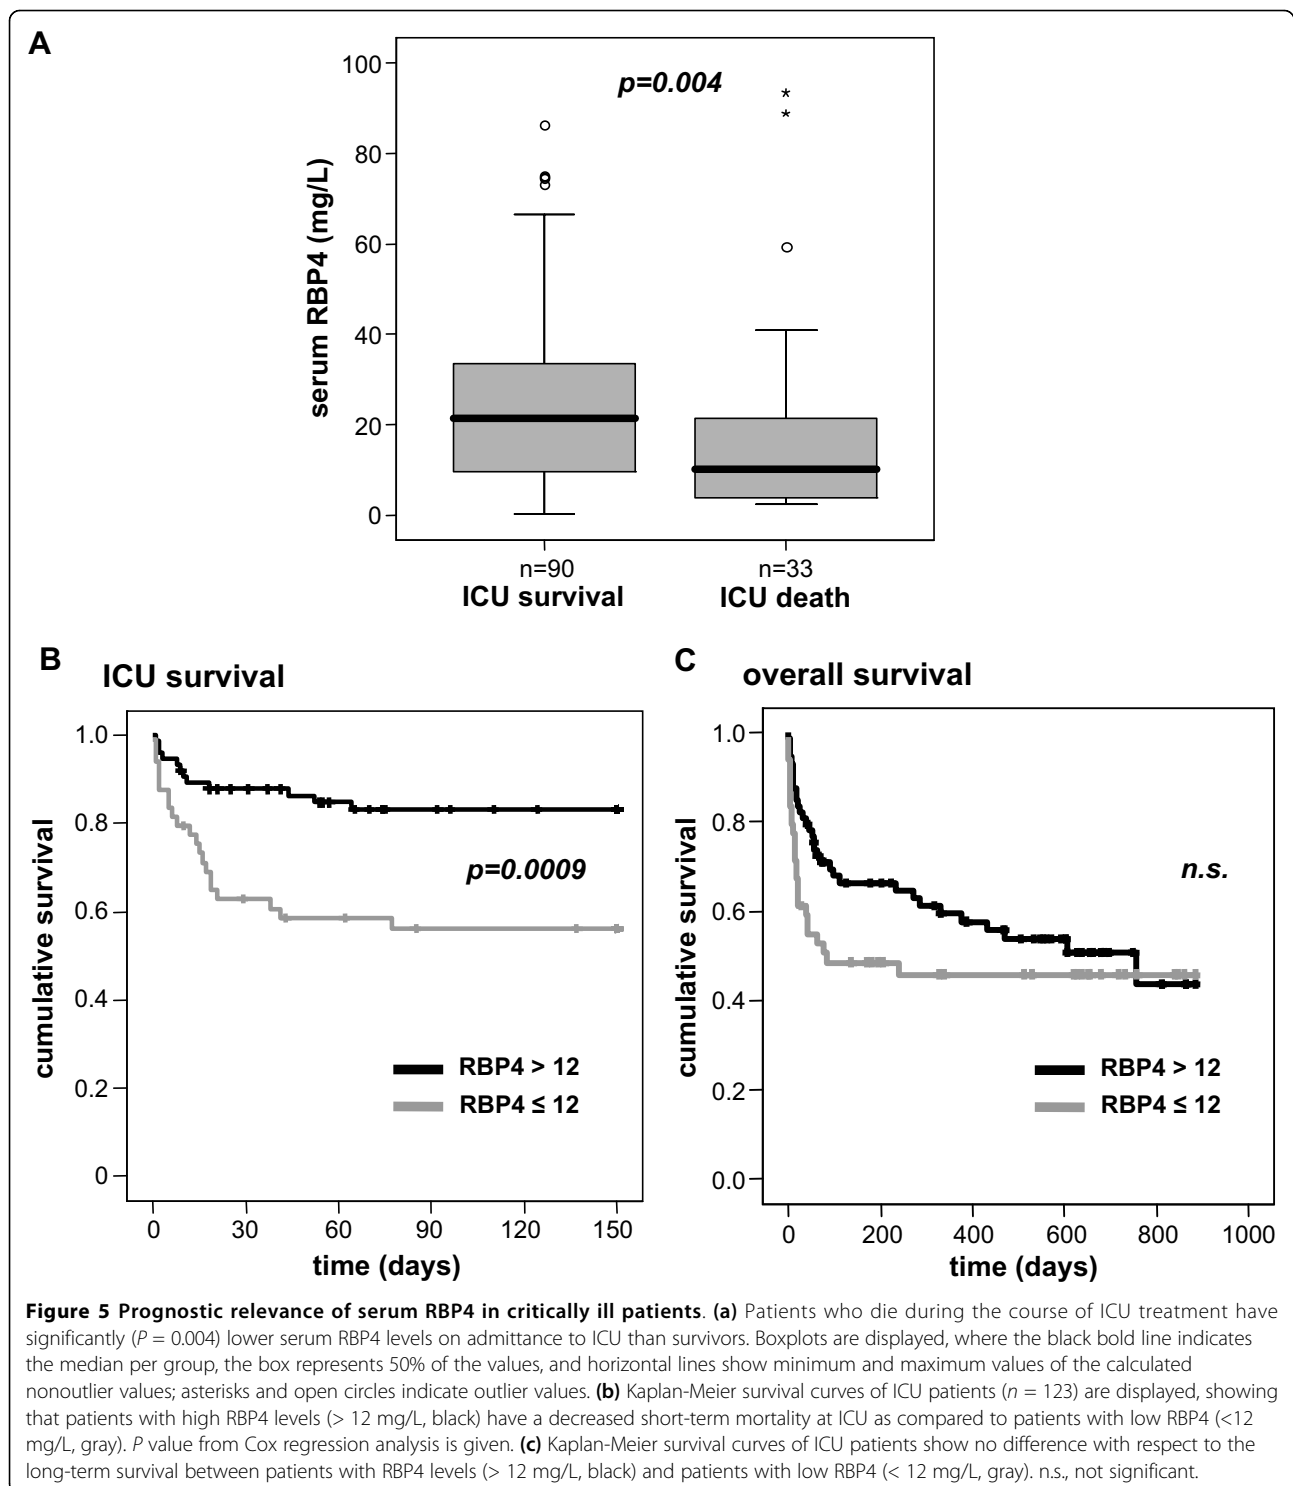 A
p=0.004
serum RBP4 (mg/L)
100
80
60
40
20
0
* *
n=90
n=33
ICU survival
ICU death
B
ICU survival
cumulative survival
1.0
0.8
0.6
0.4
0.2
0
p=0.0009
RBP4 > 12
RBP4 ≤ 12
0 30 60 90 120 150
time (days)
C
overall survival
cumulative survival
1.0
0.8
0.6
0.4
0.2
0.0
n.s.
RBP4 > 12
RBP4 ≤ 12
0 200 400 600 800 1000
time (days)
Figure 5 Prognostic relevance of serum RBP4 in critically ill patients. (a) Patients who die during the course of ICU treatment have
significantly (P = 0.004) lower serum RBP4 levels on admittance to ICU than survivors. Boxplots are displayed, where the black bold line indicates
the median per group, the box represents 50% of the values, and horizontal lines show minimum and maximum values of the calculated
nonoutlier values; asterisks and open circles indicate outlier values. (b) Kaplan-Meier survival curves of ICU patients (n = 123) are displayed, showing
that patients with high RBP4 levels (> 12 mg/L, black) have a decreased short-term mortality at ICU as compared to patients with low RBP4 (<12
mg/L, gray). P value from Cox regression analysis is given. (c) Kaplan-Meier survival curves of ICU patients show no difference with respect to the
long-term survival between patients with RBP4 levels (> 12 mg/L, black) and patients with low RBP4 (< 12 mg/L, gray). n.s., not significant.